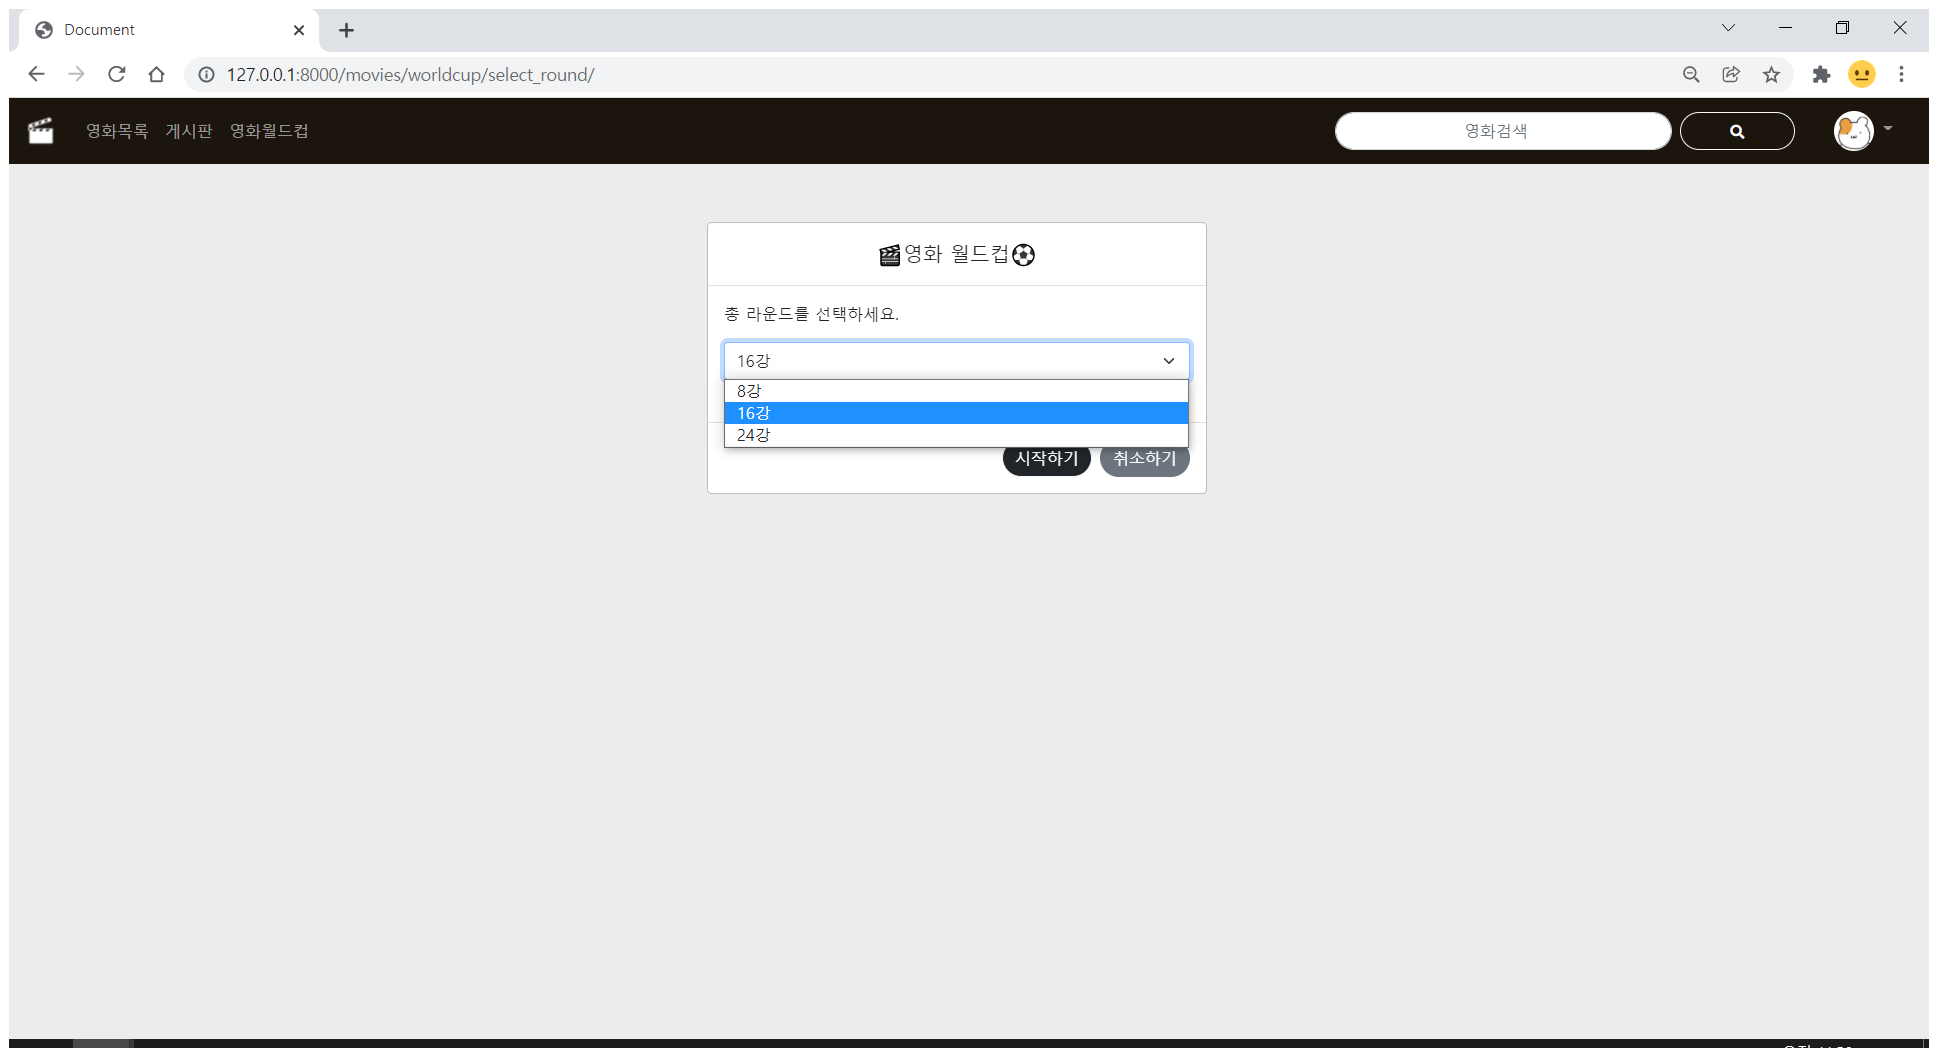 Document
127.0.0.1:8000/movies/worldcup/select_round/
영화목록 게시판 영화월드컵 영화검색
영화 월드컵
총 라운드를 선택하세요.
16강
8강
16강
24강
시작하기 취소하기